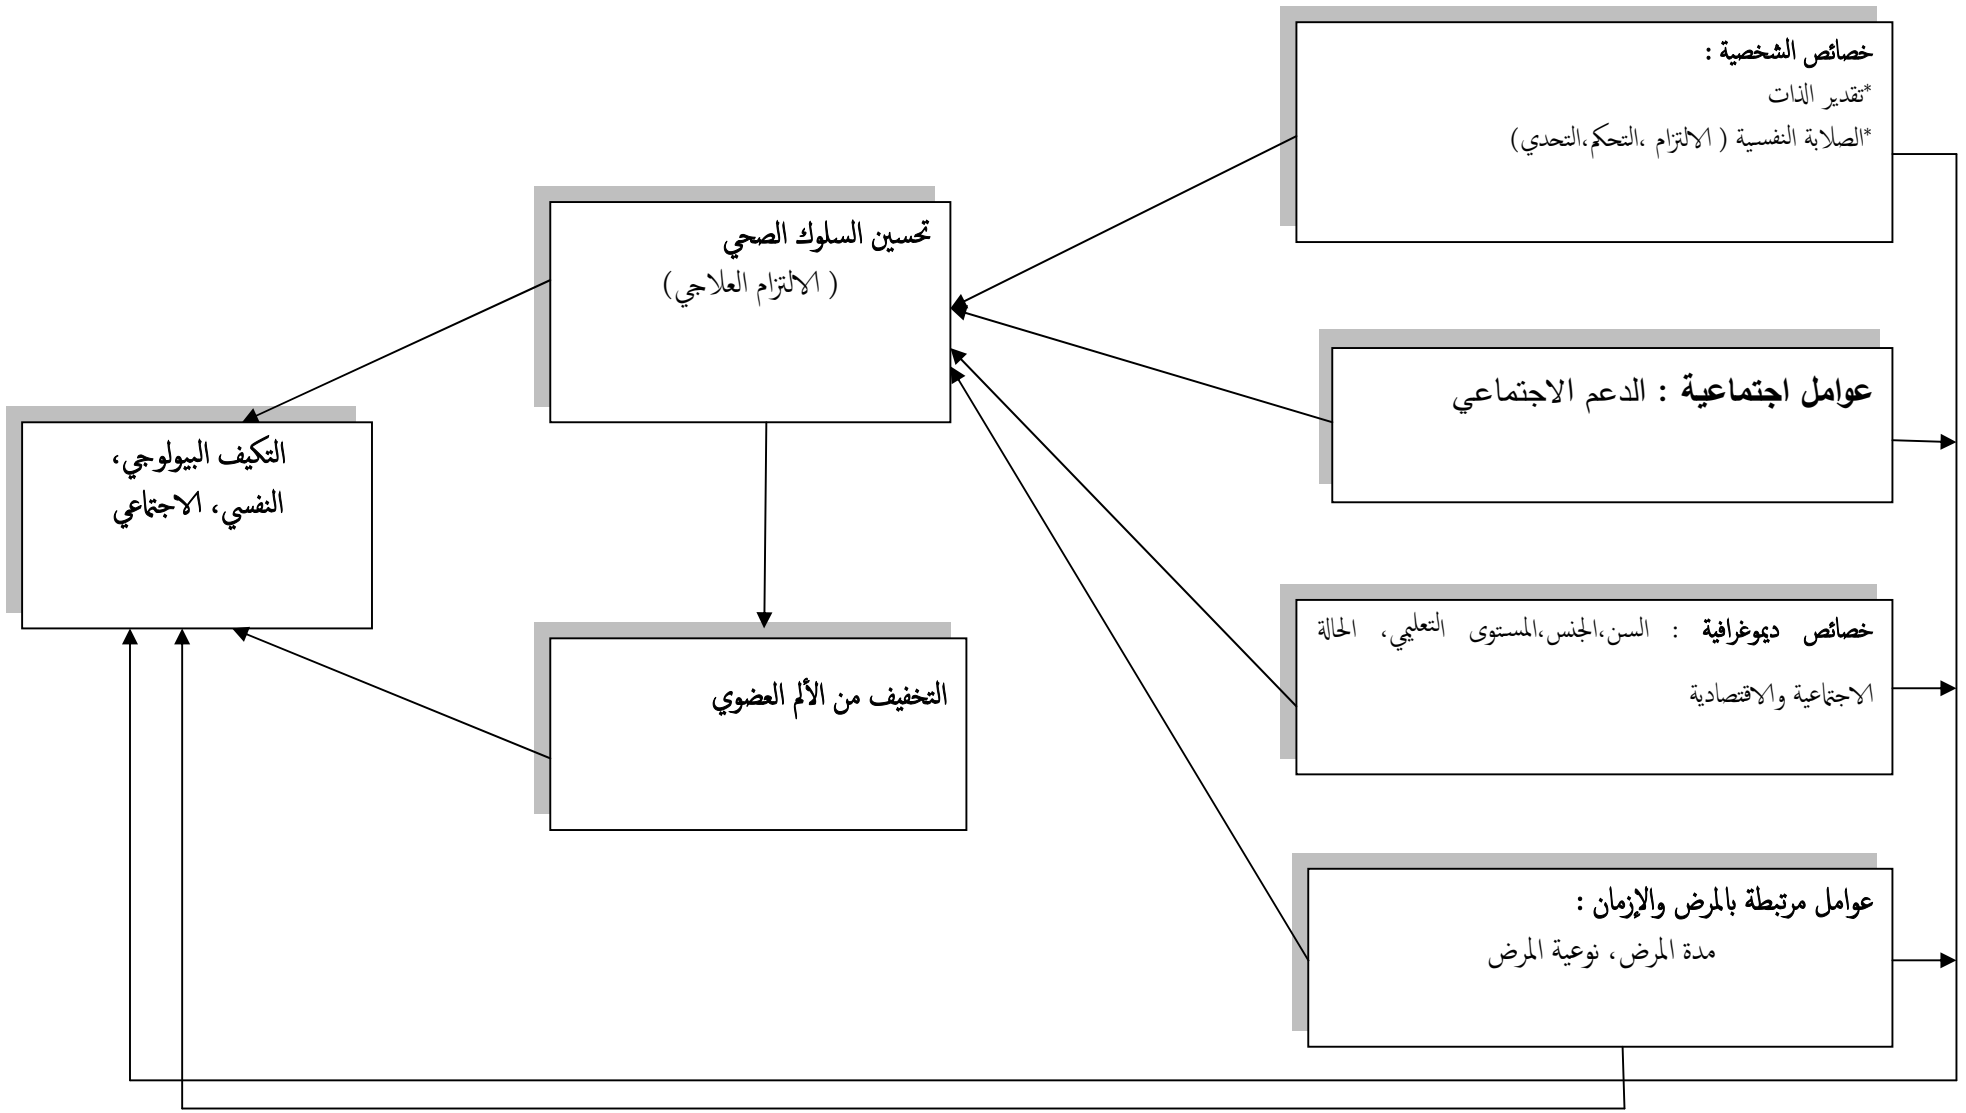 خصائص الشخصية :
*تقدير الذات
*الصلابة النفسية ( الالتزام ،التحكم،التحدي)
تحسين السلوك الصحي
( الالتزام العلاجي)
عوامل اجتماعية : الدعم الاجتماعي
التكيف البيولوجي،
النفسي، الاجتماعي
خصائص ديموغرافية : السن،الجنس،المستوى التعليمي، الحالة
الاجتماعية والاقتصادية
التخفيف من الألم العضوي
عوامل مرتبطة بالمرض والإزمان :
مدة المرض، نوعية المرض